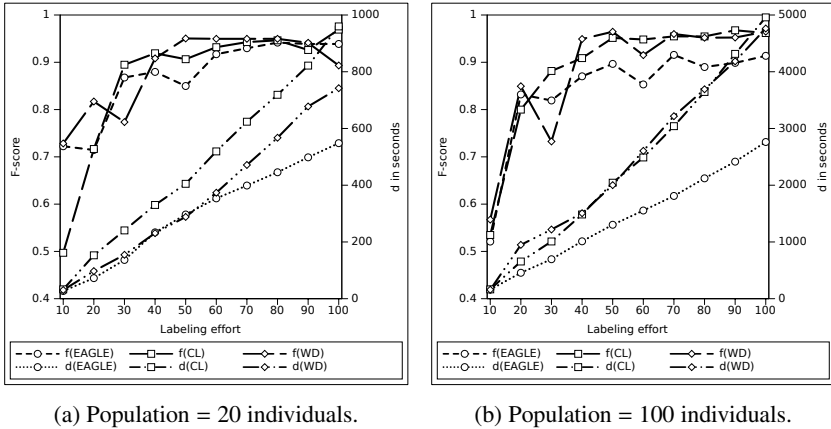 1
0.9
0.8
0.7
0.6
0.5
0.4
F-score
1000
800
600
400
200
0
d in seconds
10 20 30 40 50 60 70 80 90 100
Labeling effort
f(EAGLE) f(CL) f(WD)
d(EAGLE) d(CL) d(WD)
(a) Population = 20 individuals.
1
0.9
0.8
0.7
0.6
0.5
0.4
F-score
5000
4000
3000
2000
1000
0
d in seconds
10 20 30 40 50 60 70 80 90 100
Labeling effort
f(EAGLE) f(CL) f(WD)
d(EAGLE) d(CL) d(WD)
(b) Population = 100 individuals.